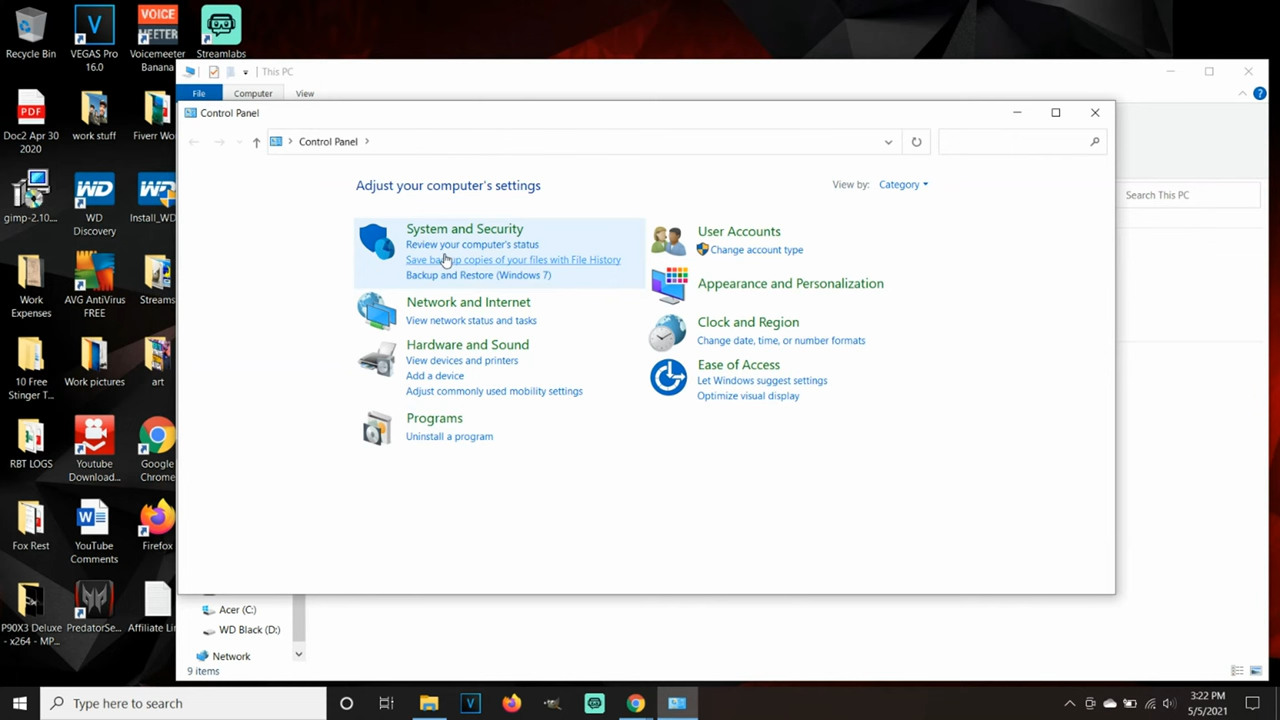 Recycle Bin
VEGAS Pro
16.0
VOICE
MEETER
Voicemeeter
Banana
Streamlabs
This PC
File
Computer
View
Control Panel
Control Panel
Adjust your computer's settings
View by:
Category
System and Security
Review your computer's status
Save backup copies of your files with File History
Backup and Restore (Windows 7)
Network and Internet
View network status and tasks
Hardware and Sound
View devices and printers
Add a device
Adjust commonly used mobility settings
Programs
Uninstall a program
User Accounts
Change account type
Appearance and Personalization
Clock and Region
Change date, time, or number formats
Ease of Access
Let Windows suggest settings
Optimize visual display
Search This PC
PDF
Doc2 Apr 30
2020
work stuff
Fiverr Wo
gimp-2.10....
WD
WD
Discovery
WD
Install_WD
Work
Expenses
AVG AntiVirus
FREE
Streams
10 Free
Stinger T...
Work pictures
art
RBT LOGS
Youtube
Download...
Google
Chrome
Fox Rest
YouTube
Comments
Firefox
P90X3 Deluxe
- x264 - MP...
PredatorSe...
Affiliate Lin
Acer (C:)
WD Black (D:)
Network
9 items
Type here to search
3:22 PM
5/5/2021